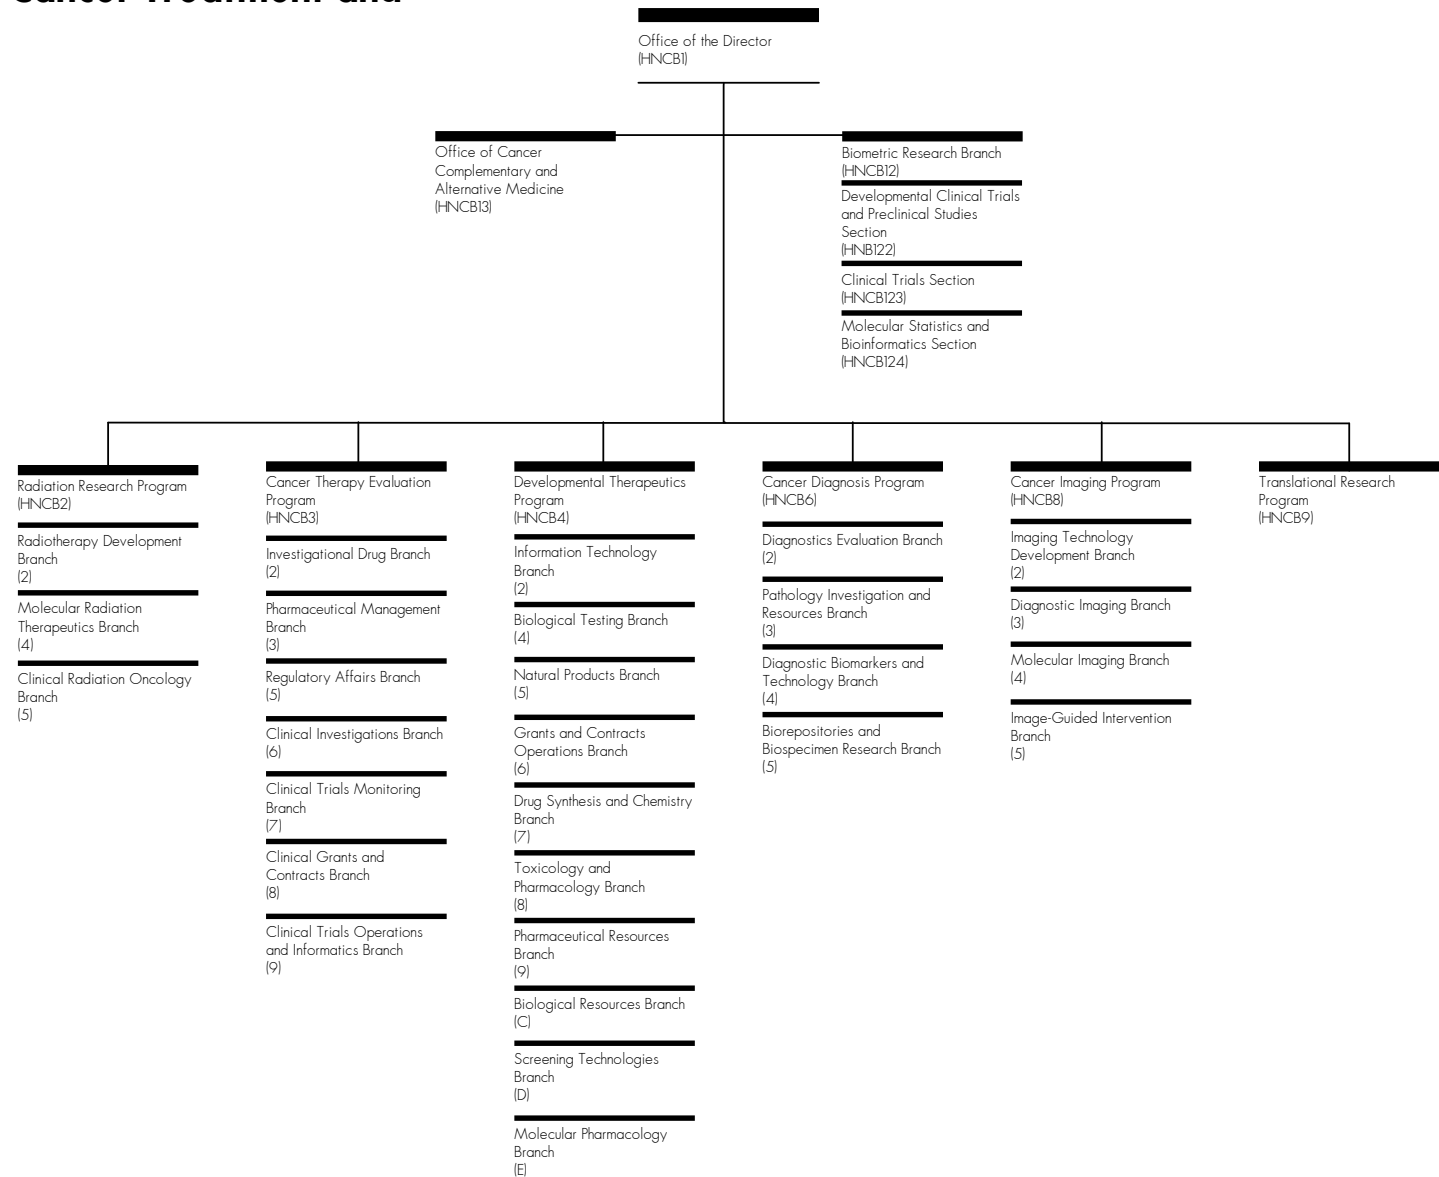 Cancer Treatment and
Office of the Director
(HNCB1)
Office of Cancer
Complementary and
Alternative Medicine
(HNCB13)
Biometric Research Branch
(HNCB12)
Developmental Clinical Trials
and Preclinical Studies
Section
(HNB122)
Clinical Trials Section
(HNCB123)
Molecular Statistics and
Bioinformatics Section
(HNCB124)
Radiation Research Program
(HNCB2)
Radiotherapy Development
Branch
(2)
Molecular Radiation
Therapeutics Branch
(4)
Clinical Radiation Oncology
Branch
(5)
Cancer Therapy Evaluation
Program
(HNCB3)
Investigational Drug Branch
(2)
Pharmaceutical Management
Branch
(3)
Regulatory Affairs Branch
(5)
Clinical Investigations Branch
(6)
Clinical Trials Monitoring
Branch
(7)
Clinical Grants and
Contracts Branch
(8)
Clinical Trials Operations
and Informatics Branch
(9)
Developmental Therapeutics
Program
(HNCB4)
Information Technology
Branch
(2)
Biological Testing Branch
(4)
Natural Products Branch
(5)
Grants and Contracts
Operations Branch
(6)
Drug Synthesis and Chemistry
Branch
(7)
Toxicology and
Pharmacology Branch
(8)
Pharmaceutical Resources
Branch
(9)
Biological Resources Branch
(C)
Screening Technologies
Branch
(D)
Molecular Pharmacology
Branch
(E)
Cancer Diagnosis Program
(HNCB6)
Diagnostics Evaluation Branch
(2)
Pathology Investigation and
Resources Branch
(3)
Diagnostic Biomarkers and
Technology Branch
(4)
Biorepositories and
Biospecimen Research Branch
(5)
Cancer Imaging Program
(HNCB8)
Imaging Technology
Development Branch
(2)
Diagnostic Imaging Branch
(3)
Molecular Imaging Branch
(4)
Image-Guided Intervention
Branch
(5)
Translational Research
Program
(HNCB9)